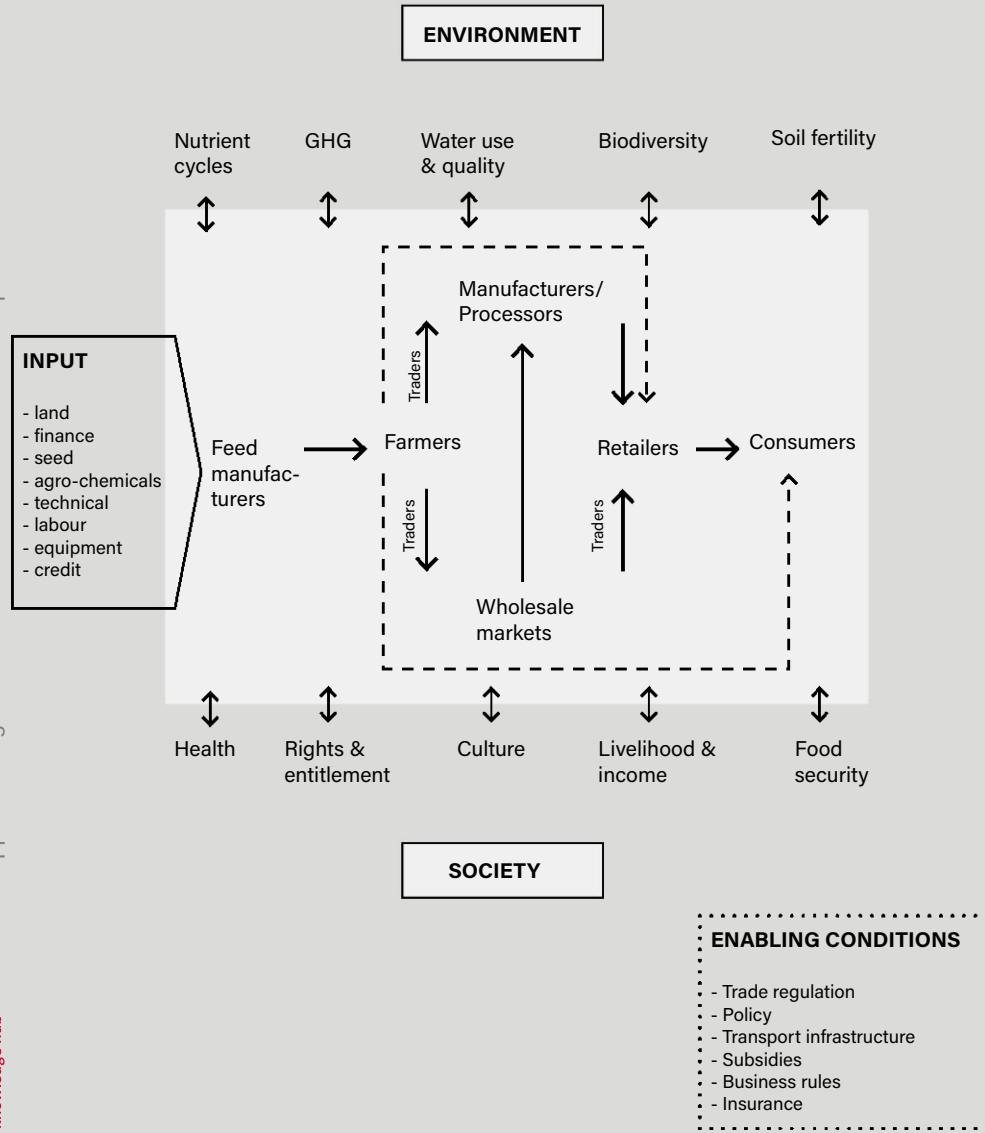 ENVIRONMENT
Nutrient
cycles
GHG
Water use
& quality
Biodiversity
Soil fertility
INPUT
- land
- finance
- seed
- agro-chemicals
- technical
- labour
- equipment
- credit
Feed
manufac-
turers
Farmers
Traders
Traders
Manufacturers/
Processors
Wholesale
markets
Traders
Retailers
Consumers
Health
Rights &
entitlement
Culture
Livelihood &
income
Food
security
SOCIETY
ENABLING CONDITIONS
- Trade regulation
- Policy
- Transport infrastructure
- Subsidies
- Business rules
- Insurance